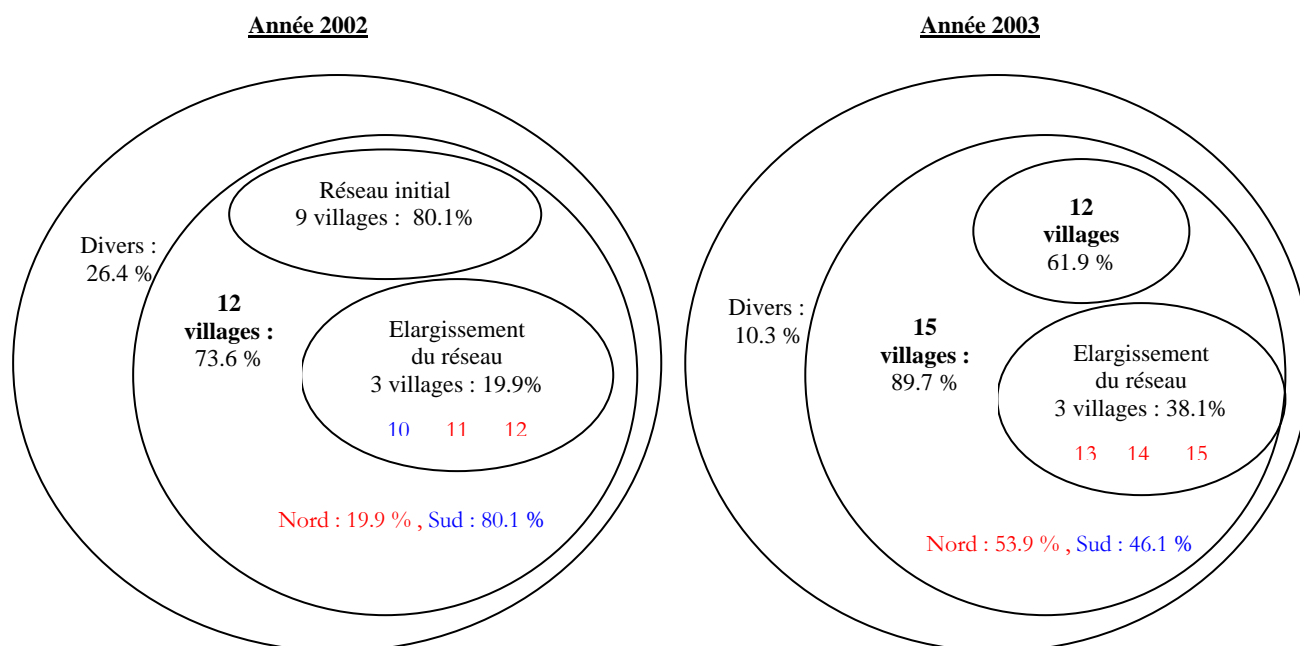 Année 2002
Réseau initial
9 villages : 80.1%
Divers :
26.4 %
12
villages :
73.6 %
Elargissement
du réseau
3 villages : 19.9%
10 11 12
Nord : 19.9 % , Sud : 80.1 %
Année 2003
12
villages
61.9 %
Divers :
10.3 %
15
villages :
89.7 %
Elargissement
du réseau
3 villages : 38.1%
13 14 15
Nord : 53.9 % , Sud : 46.1 %